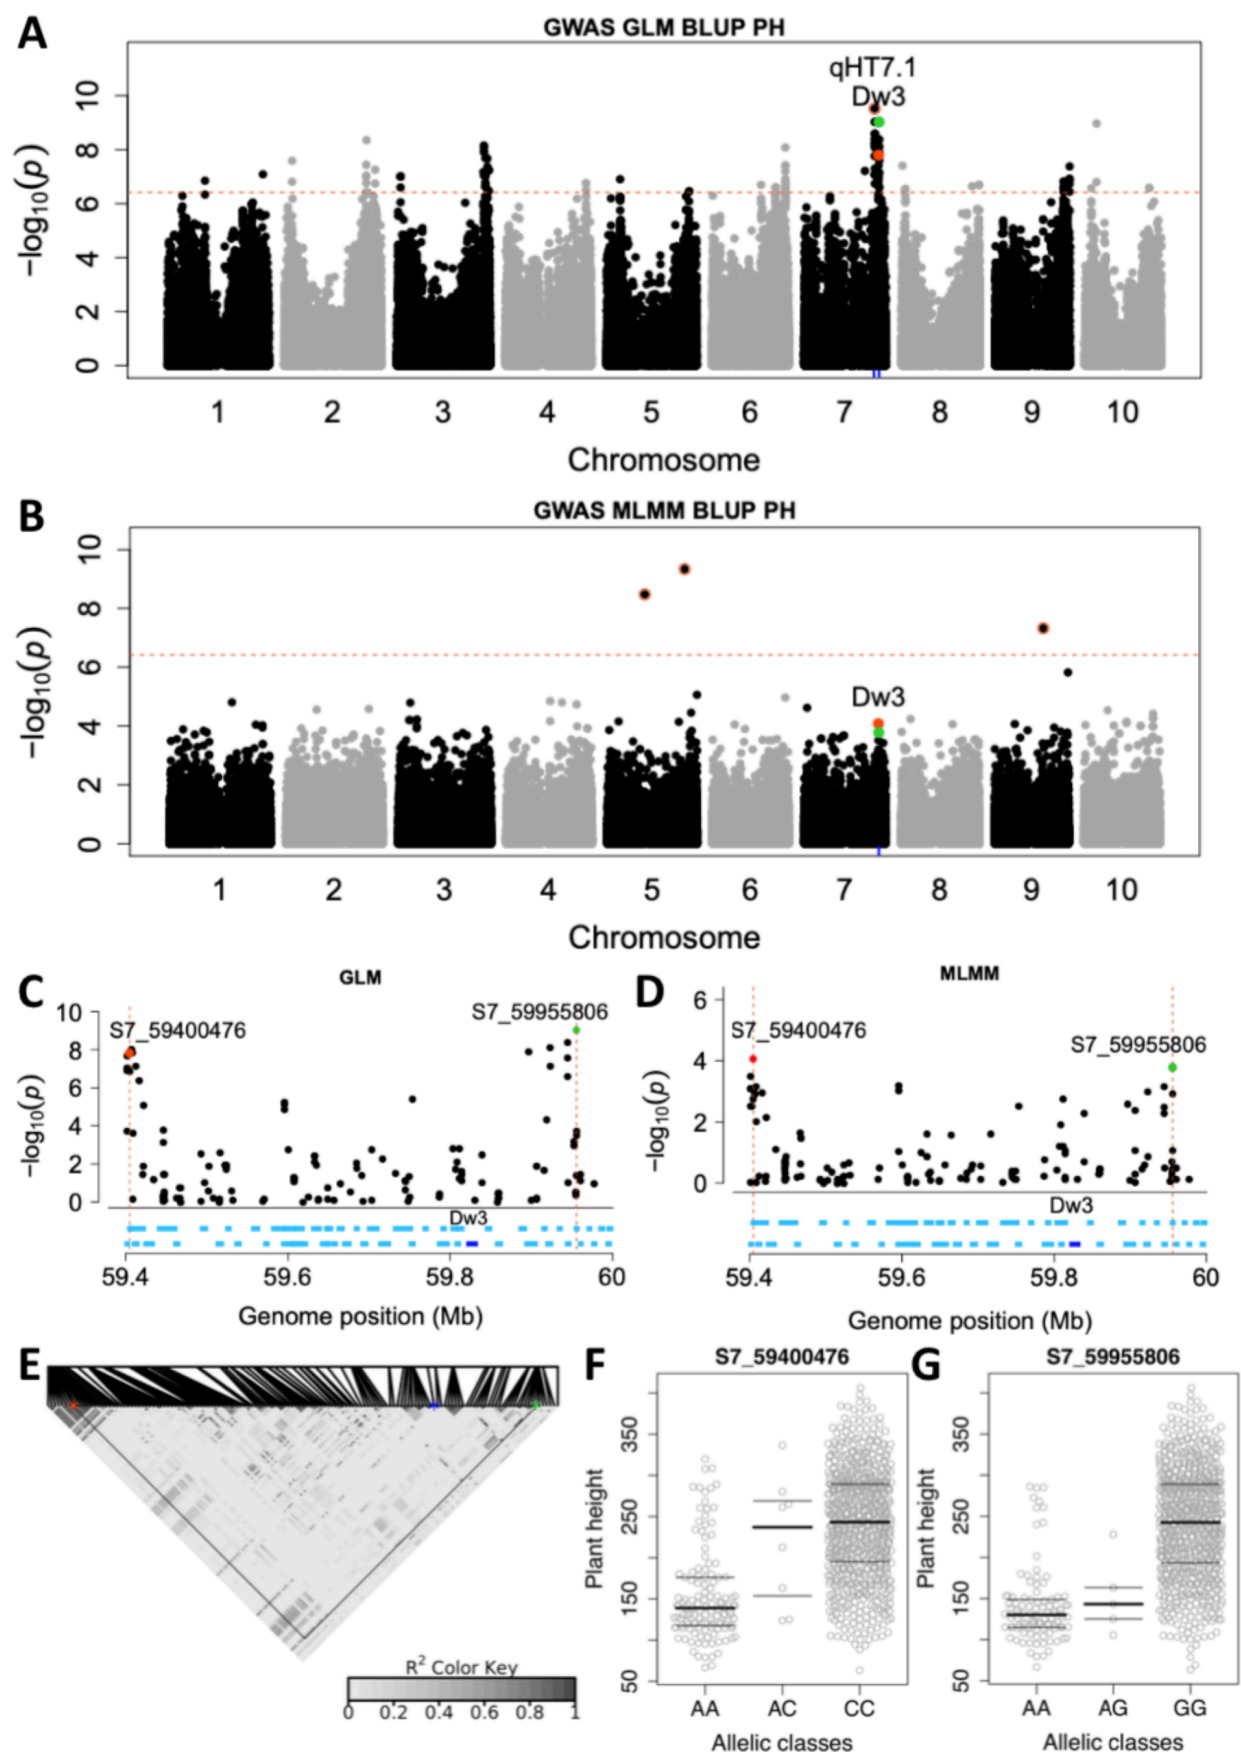 A
GWAS GLM BLUP PH
qHT7.1
Dw3
10
8
6
4
2
0
−log10(p)
1 2 3 4 5 6 7 8 9 10
Chromosome
B
GWAS MLMM BLUP PH
10
8
6
4
2
0
−log10(p)
Dw3
1 2 3 4 5 6 7 8 9 10
Chromosome
C
GLM
S7_59400476
S7_59955806
10
8
6
4
2
0
−log10(p)
Dw3
59.4 59.6 59.8 60
Genome position (Mb)
D
MLMM
S7_59400476
S7_59955806
6
4
2
0
−log10(p)
Dw3
59.4 59.6 59.8 60
Genome position (Mb)
E
R2 Color Key
0 0.2 0.4 0.6 0.8 1
F
S7_59400476
350
250
150
50
Plant height
AA AC CC
Allelic classes
G
S7_59955806
350
250
150
50
Plant height
AA AG GG
Allelic classes